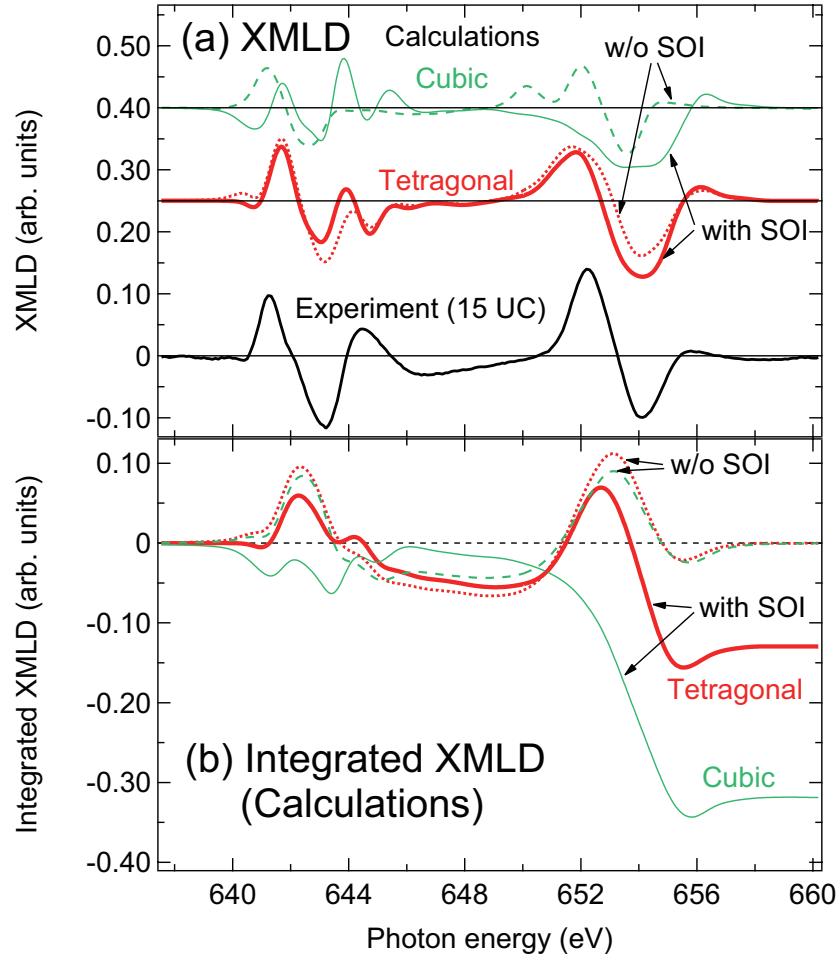 (a) XMLD
Calculations
w/o SOI
Cubic
Tetragonal
with SOI
Experiment (15 UC)
XMLD (arb. units)
0.50
0.40
0.30
0.20
0.10
0
-0.10
w/o SOI
with SOI
Tetragonal
Cubic
(b) Integrated XMLD
(Calculations)
Integrated XMLD (arb. units)
0.10
0
-0.10
-0.20
-0.30
-0.40
640 644 648 652 656 660
Photon energy (eV)